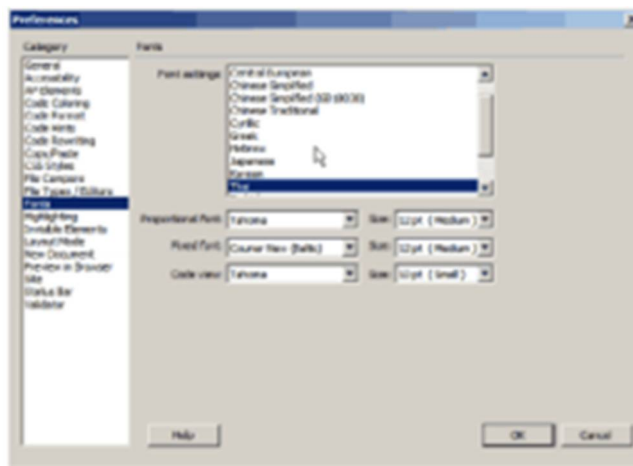 Preferences
Category
Fonts
General
Accessibility
AP Elements
Code Coloring
Code Format
Code Hints
Code Rewriting
Copy/Paste
CSS Styles
File Compare
File Types / Editors
Fonts
Highlighting
Invisible Elements
Layout Mode
New Document
Preview in Browser
Site
Status Bar
Validator
Font settings:
Central European
Chinese Simplified
Chinese Simplified (GB18030)
Chinese Traditional
Cyrillic
Greek
Hebrew
Japanese
Korean
Thai
Proportional font: Tahoma Size: 12 pt ( Medium )
Fixed font: Courier New (Baltic) Size: 12 pt ( Medium )
Code view: Tahoma Size: 10 pt ( Small )
Help OK Cancel